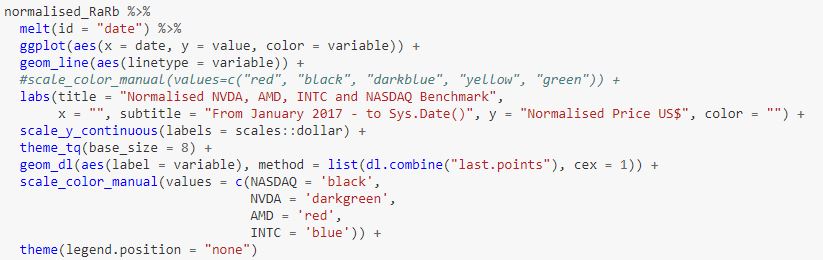 normalised_RaRb %>%
  melt(id = "date") %>%
  ggplot(aes(x = date, y = value, color = variable)) +
  geom_line(aes(linetype = variable)) +
  #scale_color_manual(values=c("red", "black", "darkblue", "yellow", "green")) +
  labs(title = "Normalised NVDA, AMD, INTC and NASDAQ Benchmark",
       x = "", subtitle = "From January 2017 - to Sys.Date()", y = "Normalised Price US$", color = "") +
  scale_y_continuous(labels = scales::dollar) +
  theme_tq(base_size = 8) +
  geom_dl(aes(label = variable), method = list(dl.combine("last.points"), cex = 1)) +
  scale_color_manual(values = c(NASDAQ = 'black',
                                NVDA = 'darkgreen',
                                AMD = 'red',
                                INTC = 'blue')) +
  theme(legend.position = "none")